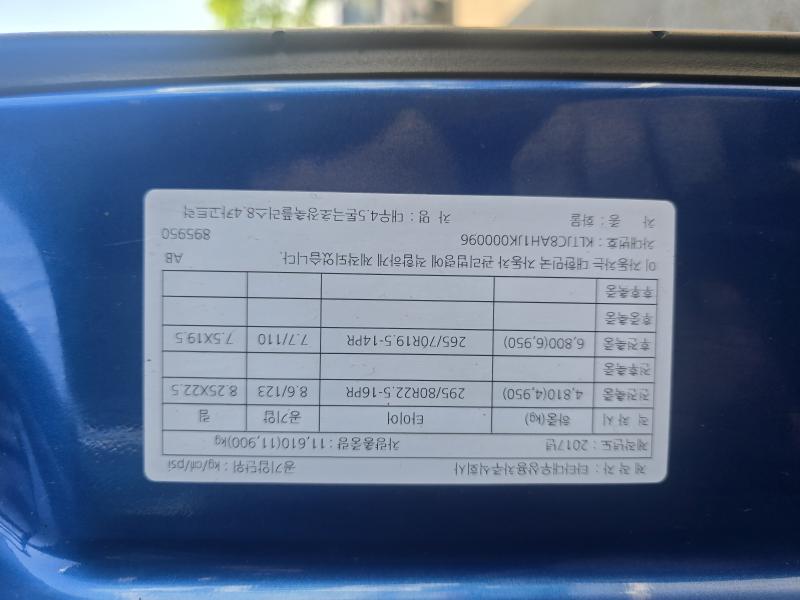 제 작 자 : 타타대우상용차주식회사 공기압단위 : kg/㎠/psi
제작년도 : 2017년 차량총중량 : 11,610(11,900)kg
적 차 시 하중(kg) 타이어 공기압 림
전전축중 4,810(4,950) 295/80R22.5-16PR 8.6/123 8.25X22.5
전후축중
후전축중 6,800(6,950) 265/70R19.5-14PR 7.7/110 7.5X19.5
후중축중
후후축중
이 자동차는 대한민국 자동차 관리법령에 적합하게 제작되었습니다. AB
차대번호 : KLTJC8AH1JK000096 895950
차 종 : 화물 차 명 : 대우4.5톤극초장축플러스8.4카고트럭